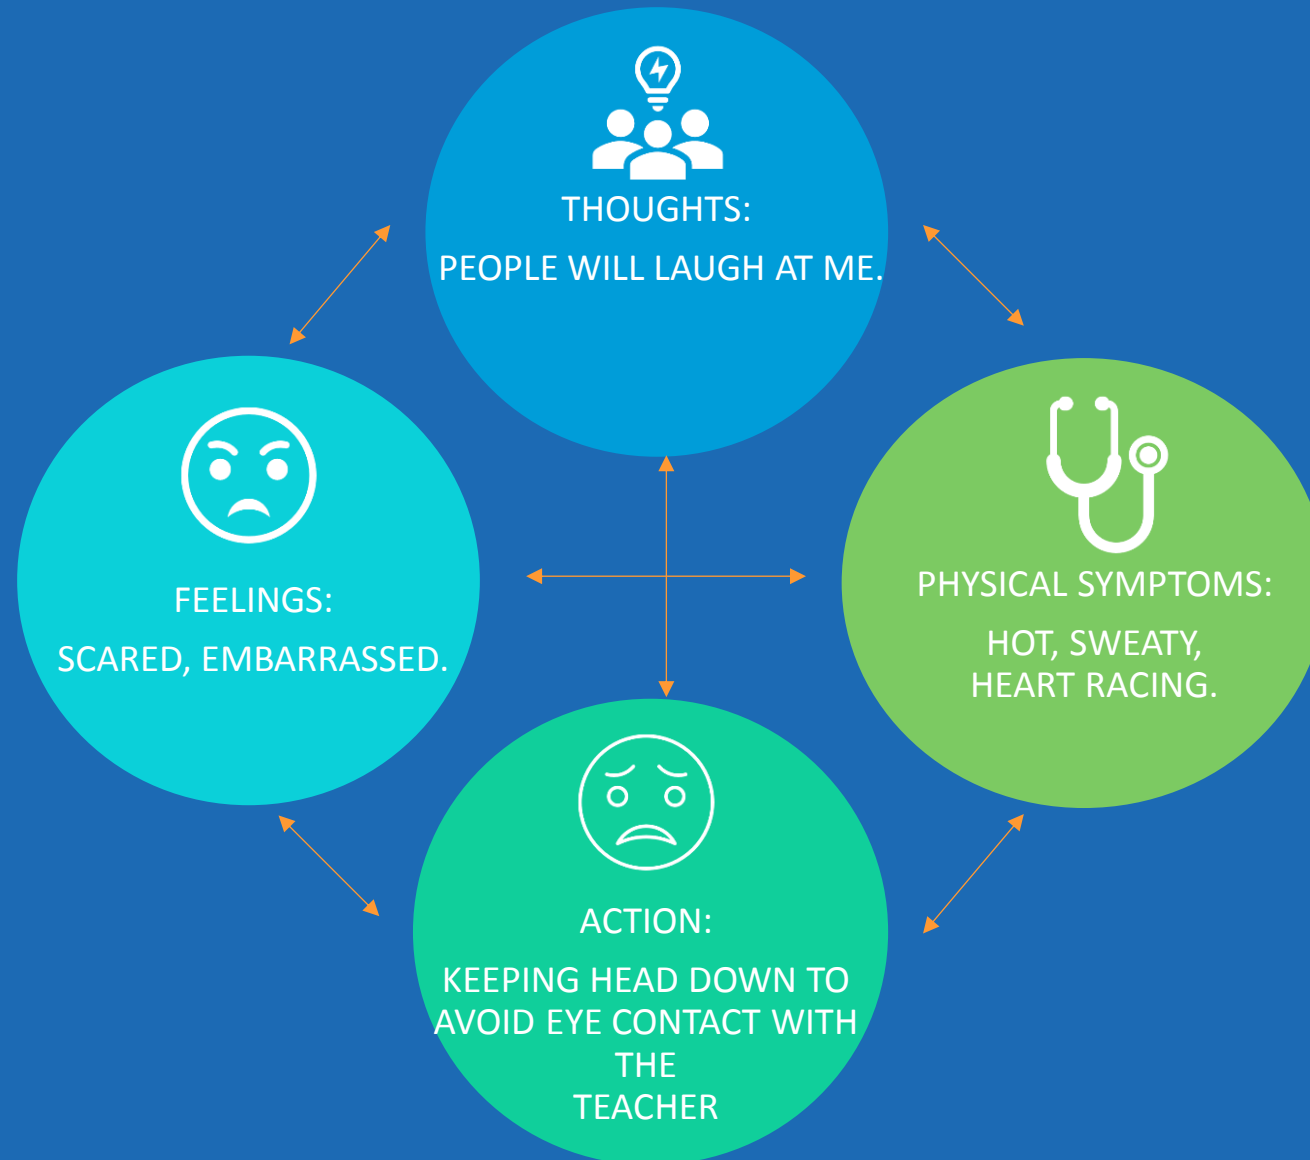 THOUGHTS:
PEOPLE WILL LAUGH AT ME.
FEELINGS:
SCARED, EMBARRASSED.
PHYSICAL SYMPTOMS:
HOT, SWEATY,
HEART RACING.
ACTION:
KEEPING HEAD DOWN TO
AVOID EYE CONTACT WITH
THE
TEACHER